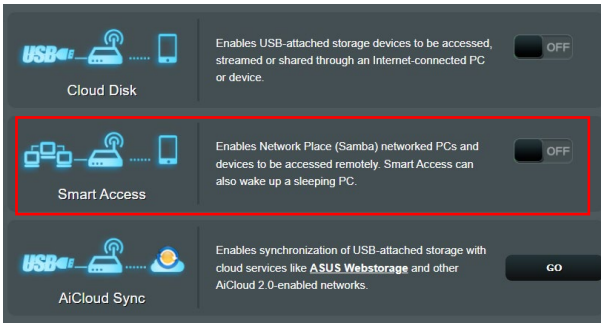 Enables USB-attached storage devices to be accessed,
streamed or shared through an Internet-connected PC
or device.
OFF
USB
Cloud Disk
Enables Network Place (Samba) networked PCs and
devices to be accessed remotely. Smart Access can
also wake up a sleeping PC.
OFF
Smart Access
Enables synchronization of USB-attached storage with
cloud services like ASUS Webstorage and other
AiCloud 2.0-enabled networks.
GO
USB
AiCloud Sync